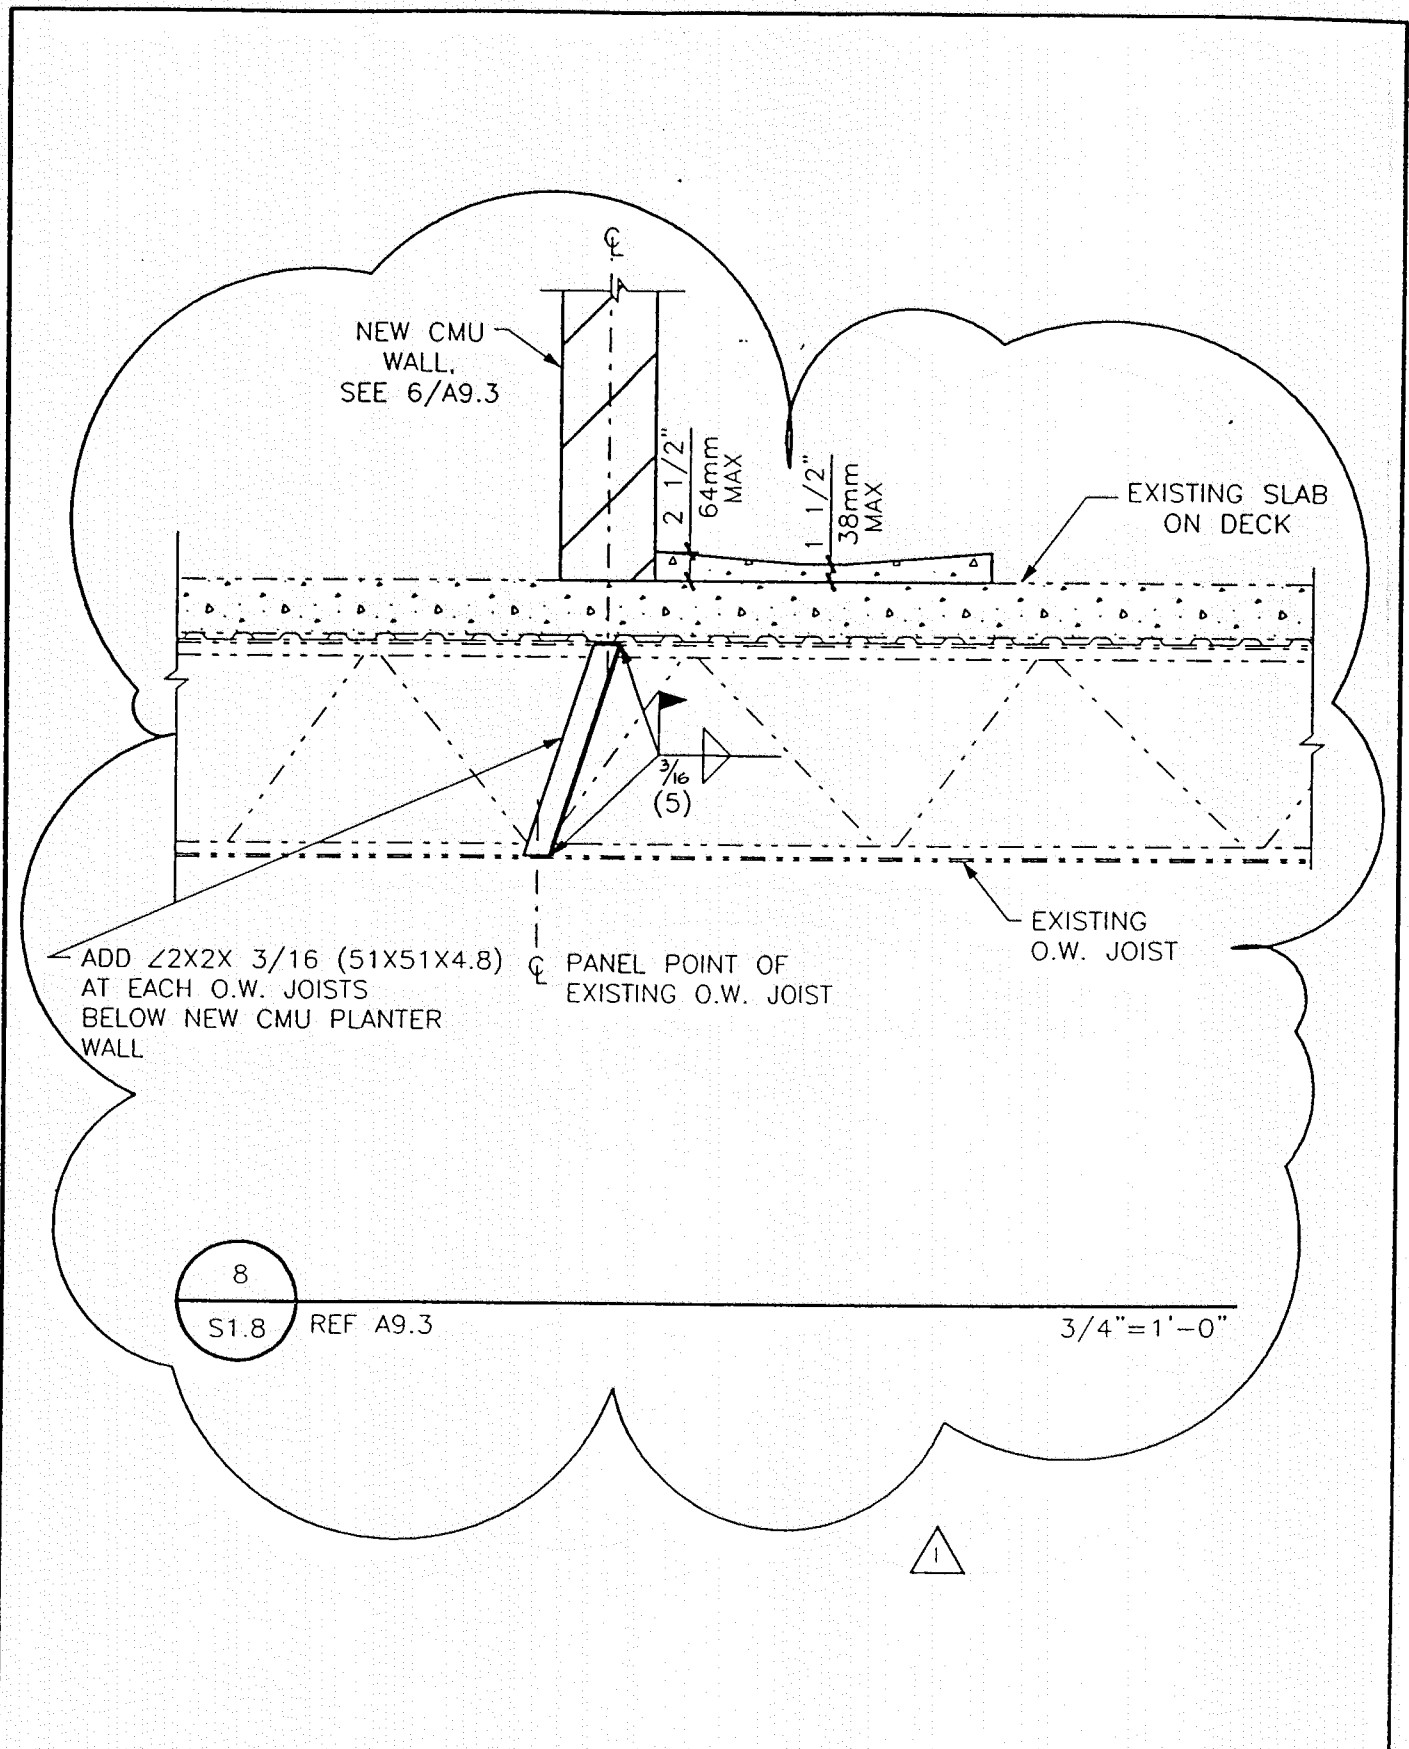 ℄
NEW CMU
WALL,
SEE 6/A9.3
2 1/2"
64mm
MAX
1 1/2"
38mm
MAX
EXISTING SLAB
ON DECK
3/16
(5)
EXISTING
O.W. JOIST
ADD ∠2X2X 3/16 (51X51X4.8)
AT EACH O.W. JOISTS
BELOW NEW CMU PLANTER
WALL
℄ PANEL POINT OF
EXISTING O.W. JOIST
8
S1.8
REF A9.3
3/4"=1'-0"
1